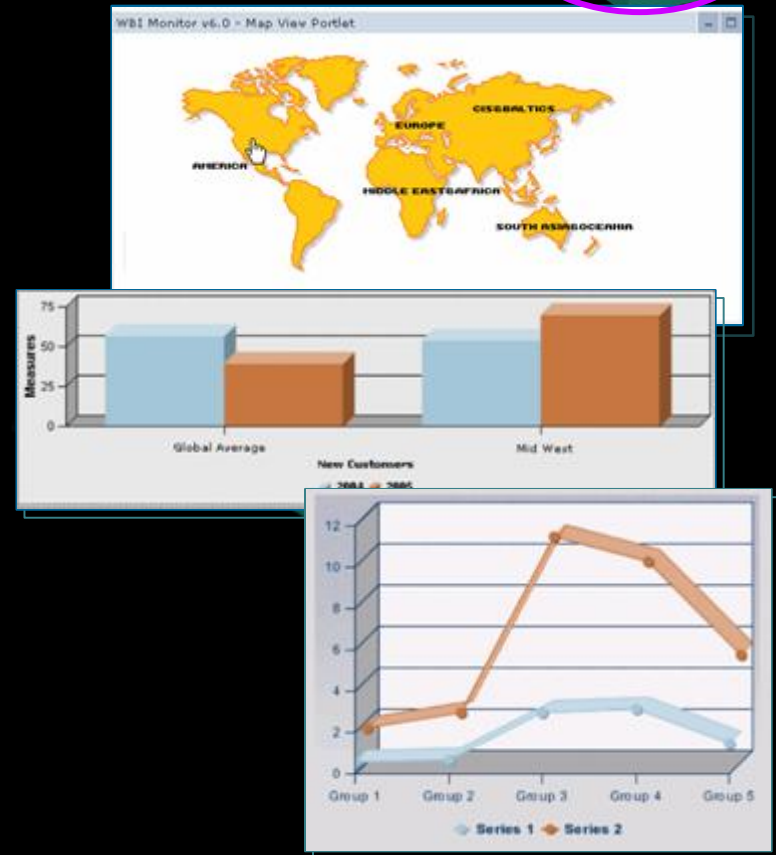 WBI Monitor v6.0 - Map View Portlet
CIS&BALTICS
EUROPE
AMERICA
MIDDLE EAST&AFRICA
SOUTH ASIA&OCEANIA
75
50
25
0
Measures
Global Average
Mid West
New Customers
2004
2005
12
10
8
6
4
2
0
Group 1
Group 2
Group 3
Group 4
Group 5
Series 1
Series 2